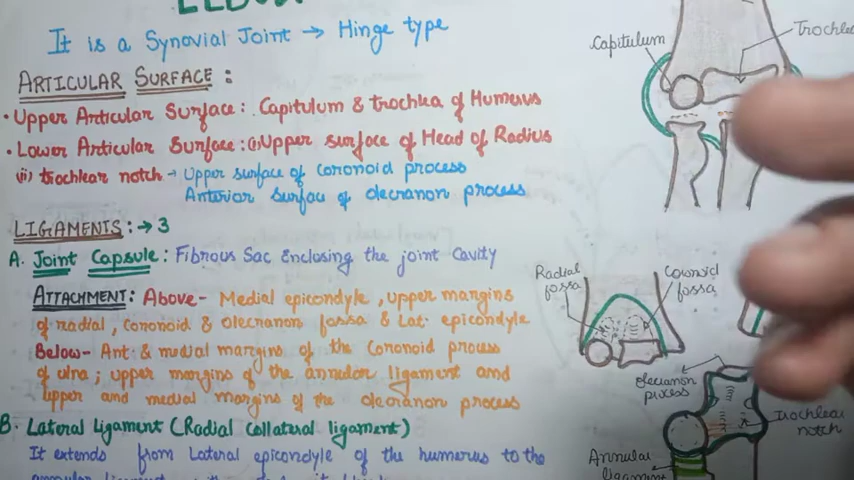 It is a Synovial Joint → Hinge type
ARTICULAR SURFACE :
• Upper Articular Surface : Capitulum & trochlea of Humerus
• Lower Articular Surface : (i) Upper surface of Head of Radius
(ii) trochlear notch → Upper surface of coronoid process
Anterior Surface of olecranon process
LIGAMENTS : → 3
A. Joint Capsule : Fibrous Sac Enclosing the joint Cavity
ATTACHMENT : Above - Medial epicondyle , upper margins
of radial , coronoid & olecranon fossa & Lat. epicondyle
Below - Ant. & medial margins of the Coronoid process
of ulna ; upper margins of the annular ligament and
upper and medial margins of the olecranon process
B. Lateral Ligament (Radial collateral ligament)
It extends from Lateral epicondyle of the humerus to the
Capitulum
Radial fossa
Coronoid fossa
olecranon process
Trochlear notch
Annular ligament